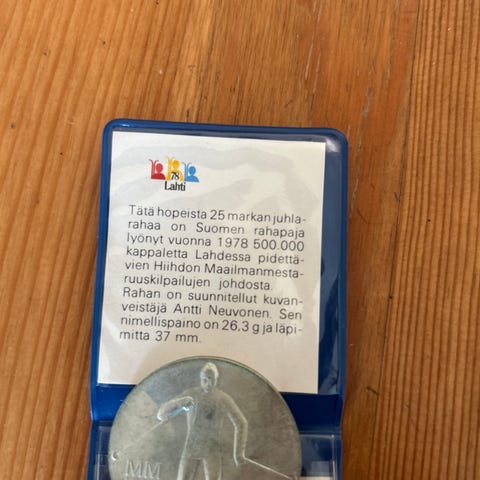 78
Lahti
Tätä hopeista 25 markan juhla-
rahaa on Suomen rahapaja
lyönyt vuonna 1978 500.000
kappaletta Lahdessa pidettä-
vien Hiihdon Maailmanmesta-
ruuskilpailujen johdosta.
Rahan on suunnitellut kuvan-
veistäjä Antti Neuvonen. Sen
nimellispaino on 26,3 g ja läpi-
mitta 37 mm.
MM